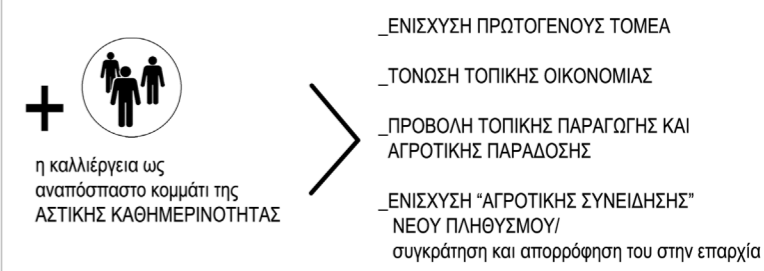 +
η καλλιέργεια ως
αναπόσπαστο κομμάτι της
ΑΣΤΙΚΗΣ ΚΑΘΗΜΕΡΙΝΟΤΗΤΑΣ
_ΕΝΙΣΧΥΣΗ ΠΡΩΤΟΓΕΝΟΥΣ ΤΟΜΕΑ
_ΤΟΝΩΣΗ ΤΟΠΙΚΗΣ ΟΙΚΟΝΟΜΙΑΣ
_ΠΡΟΒΟΛΗ ΤΟΠΙΚΗΣ ΠΑΡΑΓΩΓΗΣ ΚΑΙ
ΑΓΡΟΤΙΚΗΣ ΠΑΡΑΔΟΣΗΣ
_ΕΝΙΣΧΥΣΗ “ΑΓΡΟΤΙΚΗΣ ΣΥΝΕΙΔΗΣΗΣ”
ΝΕΟΥ ΠΛΗΘΥΣΜΟΥ/
συγκράτηση και απορρόφηση του στην επαρχία